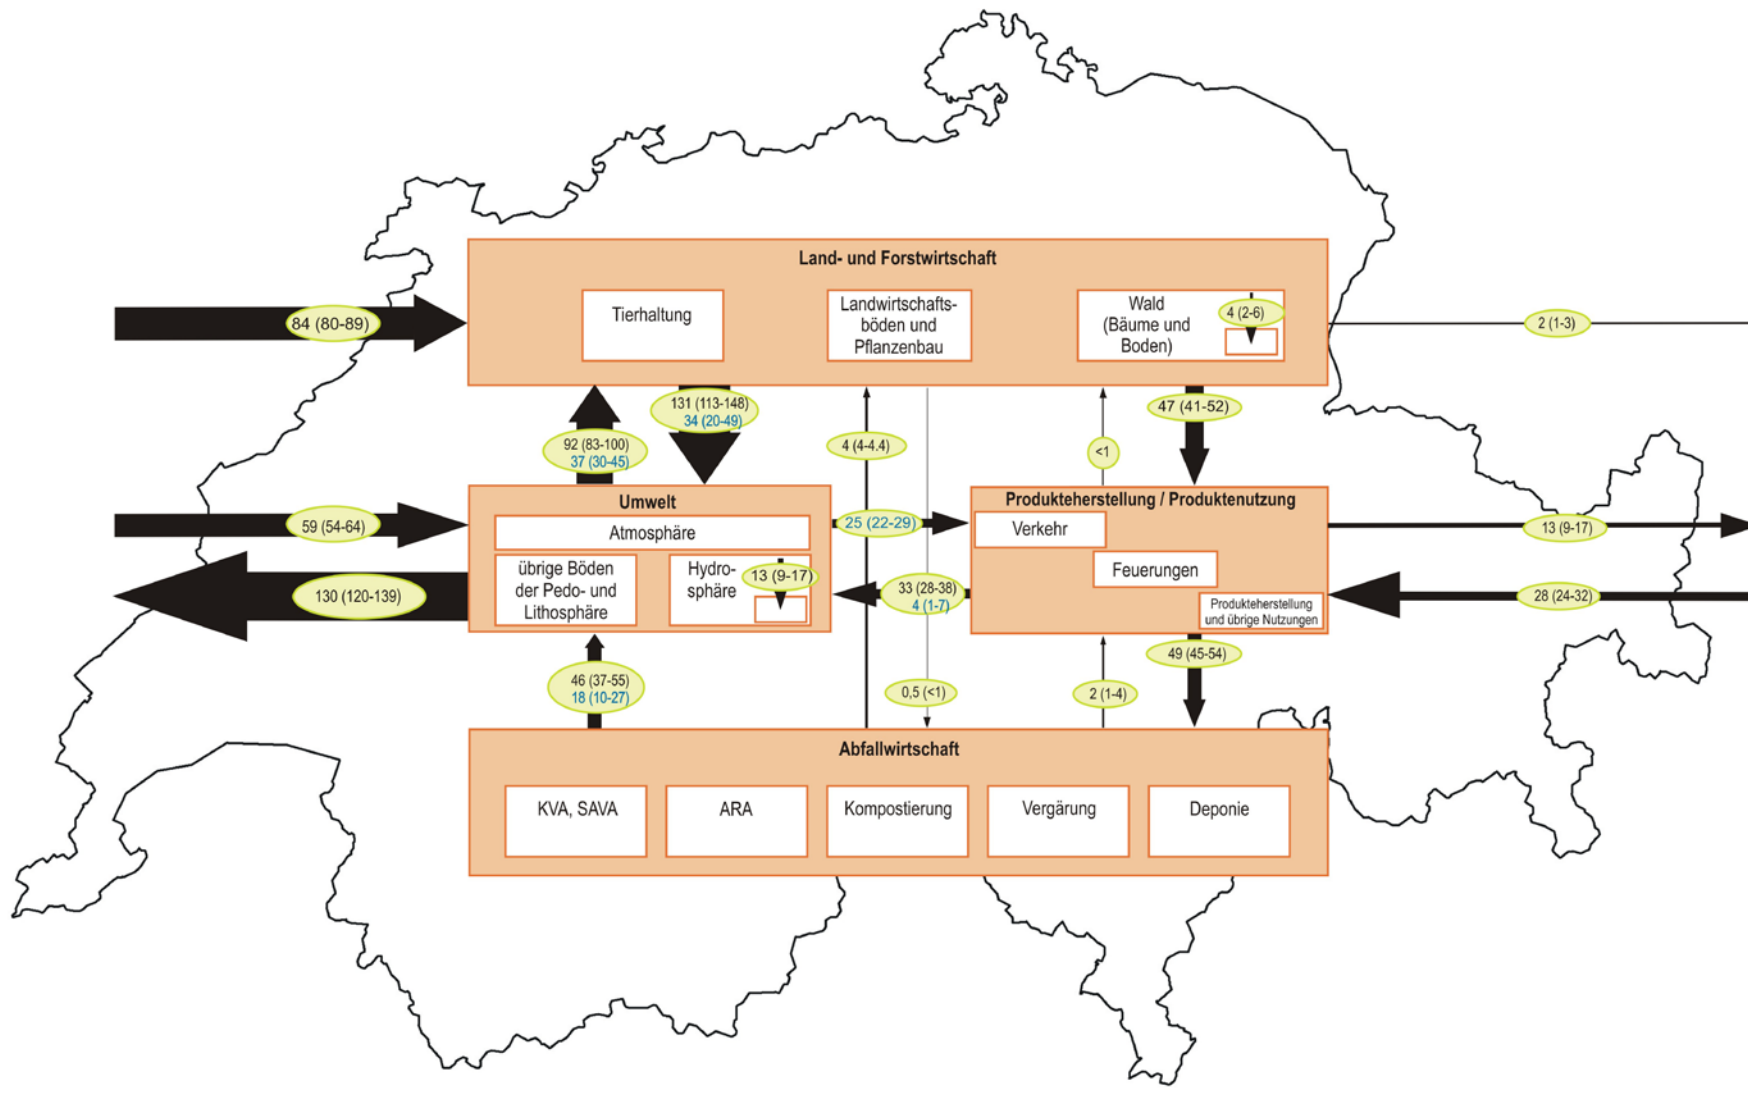 Land- und Forstwirtschaft
Tierhaltung
Landwirtschafts-
böden und
Pflanzenbau
Wald
(Bäume und
Boden)
4 (2-6)
84 (80-89)
2 (1-3)
131 (113-148)
34 (20-49)
92 (83-100)
37 (30-45)
4 (4-4.4)
<1
47 (41-52)
Umwelt
Atmosphäre
übrige Böden
der Pedo- und
Lithosphäre
Hydro-
sphäre
13 (9-17)
59 (54-64)
130 (120-139)
25 (22-29)
33 (28-38)
4 (1-7)
Produkteherstellung / Produktenutzung
Verkehr
Feuerungen
Produkteherstellung
und übrige Nutzungen
13 (9-17)
28 (24-32)
46 (37-55)
18 (10-27)
0,5 (<1)
2 (1-4)
49 (45-54)
Abfallwirtschaft
KVA, SAVA
ARA
Kompostierung
Vergärung
Deponie